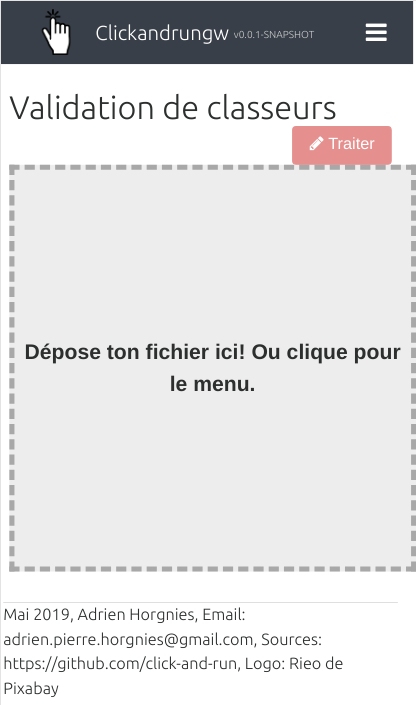 Clickandrungw v0.0.1-SNAPSHOT
Validation de classeurs
Traiter
Dépose ton fichier ici! Ou clique pour
le menu.
Mai 2019, Adrien Horgnies, Email:
adrien.pierre.horgnies@gmail.com, Sources:
https://github.com/click-and-run, Logo: Rieo de
Pixabay